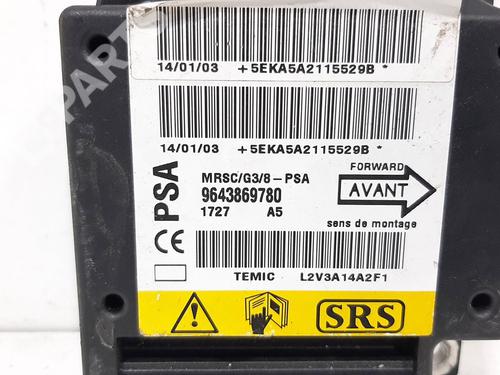 14/01/03 +5EKA5A2115529B *
14/01/03 +5EKA5A2115529B *
PSA
MRSC/G3/8-PSA
9643869780
1727 A5
FORWARD
AVANT
sens de montage
CE
TEMIC L2V3A14A2F1
SRS